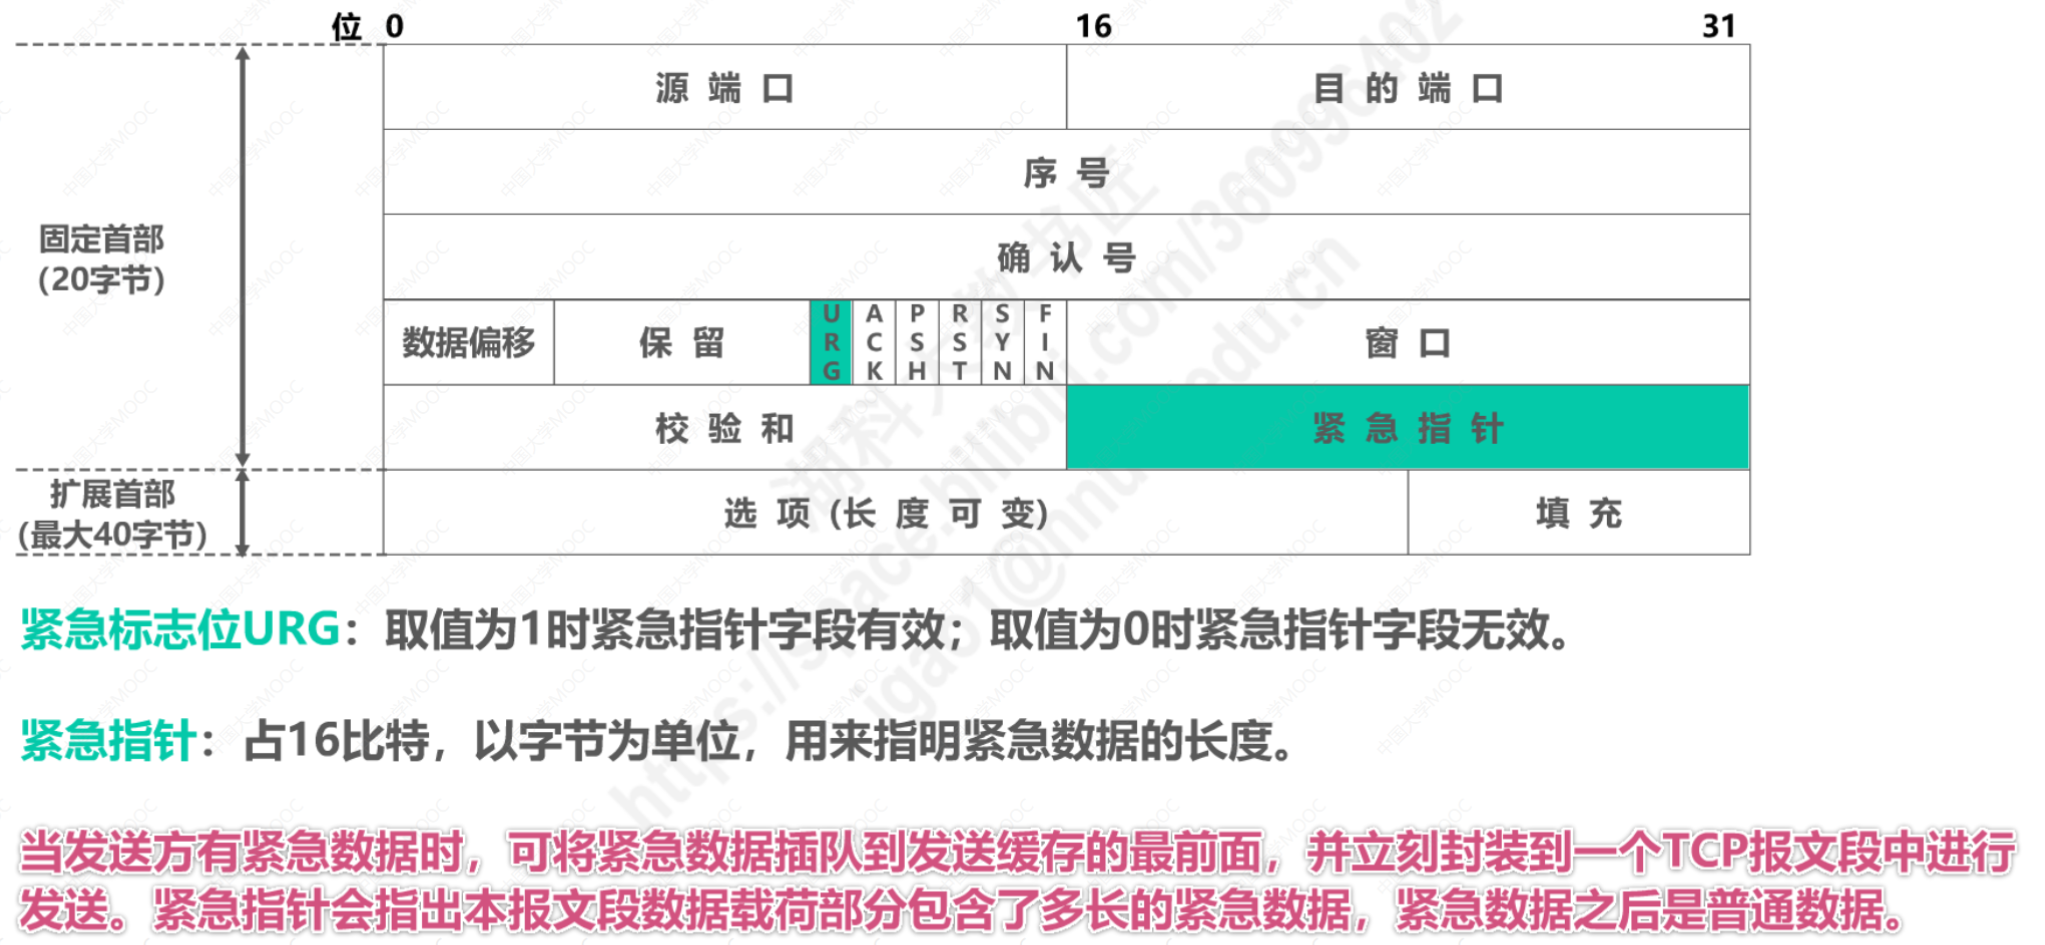 位 0 16 31
源 端 口 目 的 端 口
序 号
确 认 号
固定首部
(20字节)
数据偏移 保 留 URG ACK PSH RST SYN FIN 窗 口
校 验 和 紧 急 指 针
扩展首部
(最大40字节)
选 项 (长 度 可 变) 填 充
紧急标志位URG：取值为1时紧急指针字段有效；取值为0时紧急指针字段无效。
紧急指针：占16比特，以字节为单位，用来指明紧急数据的长度。
当发送方有紧急数据时，可将紧急数据插队到发送缓存的最前面，并立刻封装到一个TCP报文段中进行
发送。紧急指针会指出本报文段数据载荷部分包含了多长的紧急数据，紧急数据之后是普通数据。
中国大学MOOC